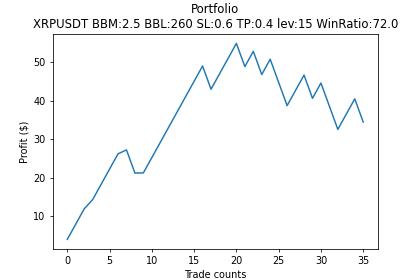 Portfolio
XRPUSDT BBM:2.5 BBL:260 SL:0.6 TP:0.4 lev:15 WinRatio:72.0
Profit ($)
50
40
30
20
10
0 5 10 15 20 25 30 35
Trade counts